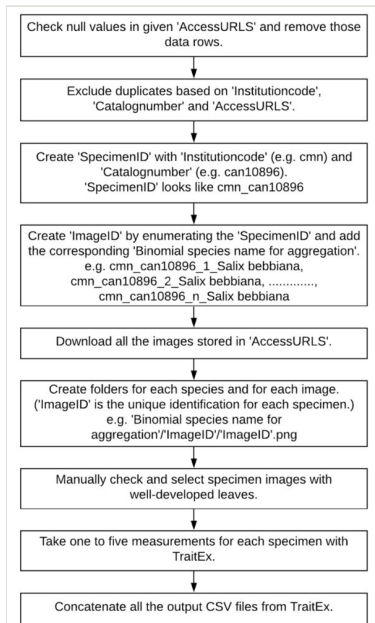 Check null values in given 'AccessURLS' and remove those
data rows.
Exclude duplicates based on 'Institutioncode',
'Catalognumber' and 'AccessURLS'.
Create 'SpecimenID' with 'Institutioncode' (e.g. cmn) and
'Catalognumber' (e.g. can10896).
'SpecimenID' looks like cmn_can10896
Create 'ImageID' by enumerating the 'SpecimenID' and add
the corresponding 'Binomial species name for aggregation'.
e.g. cmn_can10896_1_Salix bebbiana,
cmn_can10896_2_Salix bebbiana, .............,
cmn_can10896_n_Salix bebbiana
Download all the images stored in 'AccessURLS'.
Create folders for each species and for each image.
('ImageID' is the unique identification for each specimen.)
e.g. 'Binomial species name for
aggregation'/'ImageID'/'ImageID'.png
Manually check and select specimen images with
well-developed leaves.
Take one to five measurements for each specimen with
TraitEx.
Concatenate all the output CSV files from TraitEx.